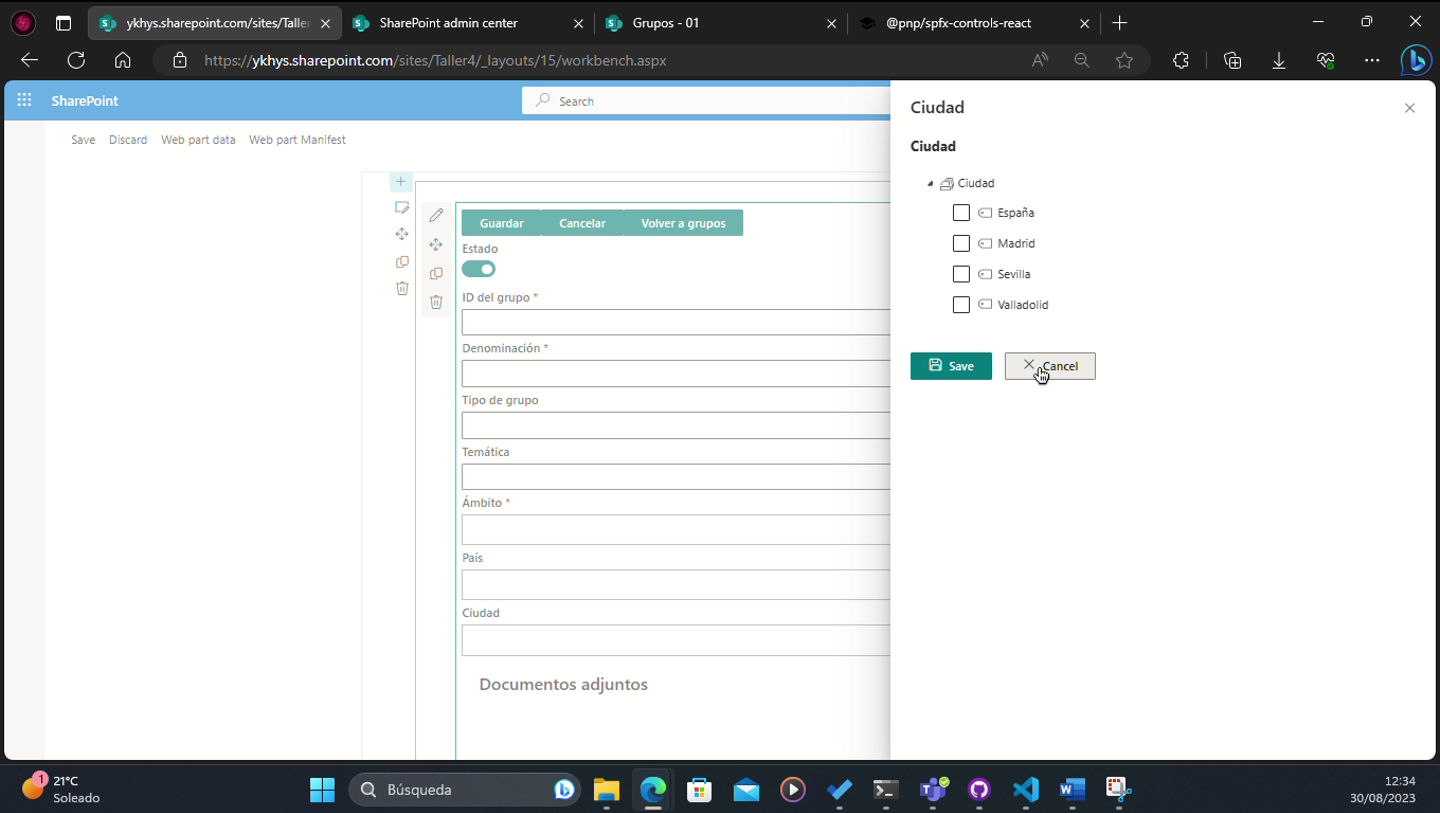 ykhys.sharepoint.com/sites/Taller
SharePoint admin center
Grupos - 01
@pnp/spfx-controls-react
https://ykhys.sharepoint.com/sites/Taller4/_layouts/15/workbench.aspx
SharePoint
Search
Save Discard Web part data Web part Manifest
Guardar Cancelar Volver a grupos
Estado
ID del grupo *
Denominación *
Tipo de grupo
Temática
Ámbito *
País
Ciudad
Documentos adjuntos
Ciudad
Ciudad
Ciudad
España
Madrid
Sevilla
Valladolid
Save Cancel
1
21°C
Soleado
Búsqueda
12:34
30/08/2023